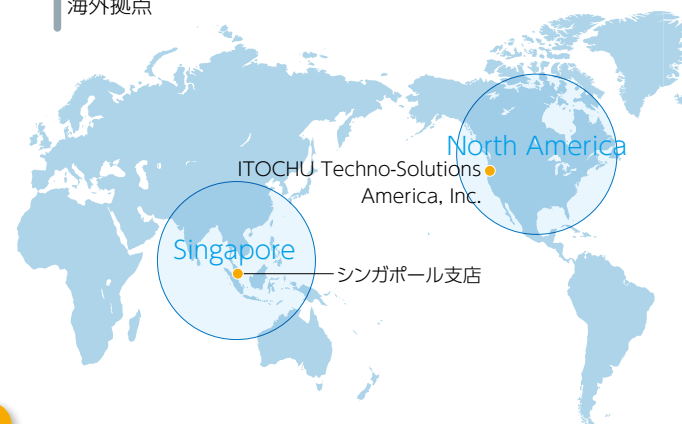 海外拠点
North America
ITOCHU Techno-Solutions
America, Inc.
Singapore
シンガポール支店